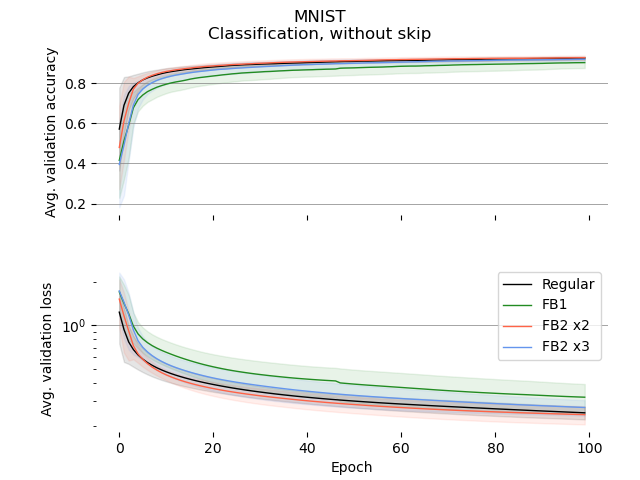 MNIST
Classification, without skip
Avg. validation accuracy
0.8
0.6
0.4
0.2
Avg. validation loss
10⁰
Regular
FB1
FB2 x2
FB2 x3
0 20 40 60 80 100
Epoch